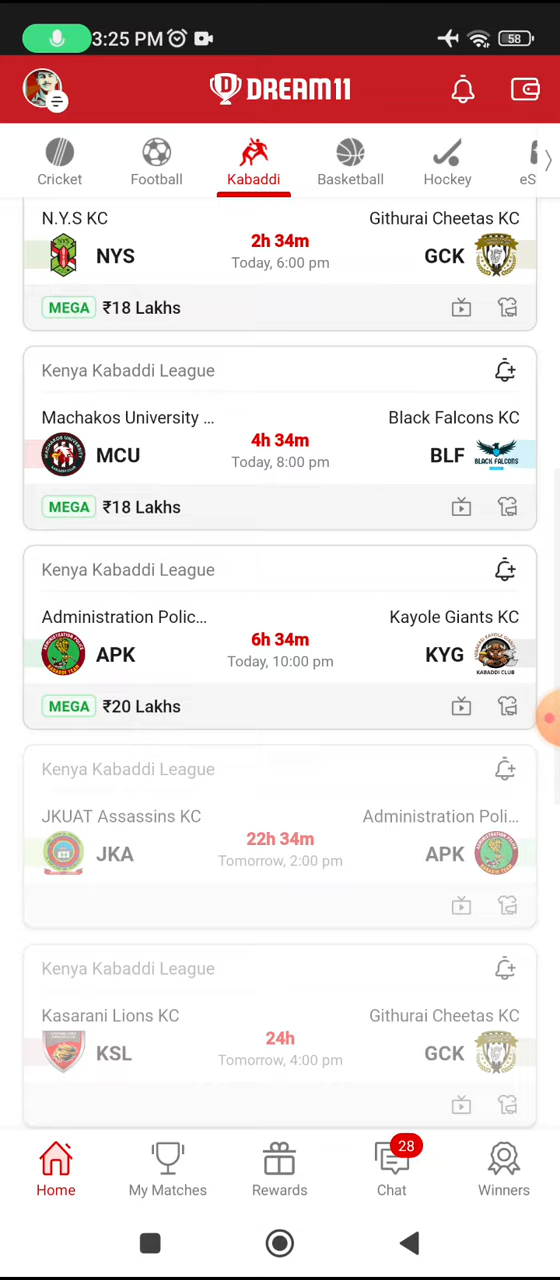 3:25 PM
58
DREAM11
Cricket
Football
Kabaddi
Basketball
Hockey
eS
N.Y.S KC
Githurai Cheetas KC
NYS
2h 34m
Today, 6:00 pm
GCK
MEGA ₹18 Lakhs
Kenya Kabaddi League
Machakos University ...
Black Falcons KC
MCU
4h 34m
Today, 8:00 pm
BLF
BLACK FALCONS
MEGA ₹18 Lakhs
Kenya Kabaddi League
Administration Polic...
Kayole Giants KC
APK
6h 34m
Today, 10:00 pm
KYG
KABADDI CLUB
MEGA ₹20 Lakhs
Kenya Kabaddi League
JKUAT Assassins KC
Administration Poli...
JKA
22h 34m
Tomorrow, 2:00 pm
APK
Kenya Kabaddi League
Kasarani Lions KC
Githurai Cheetas KC
KSL
24h
Tomorrow, 4:00 pm
GCK
28
Home
My Matches
Rewards
Chat
Winners